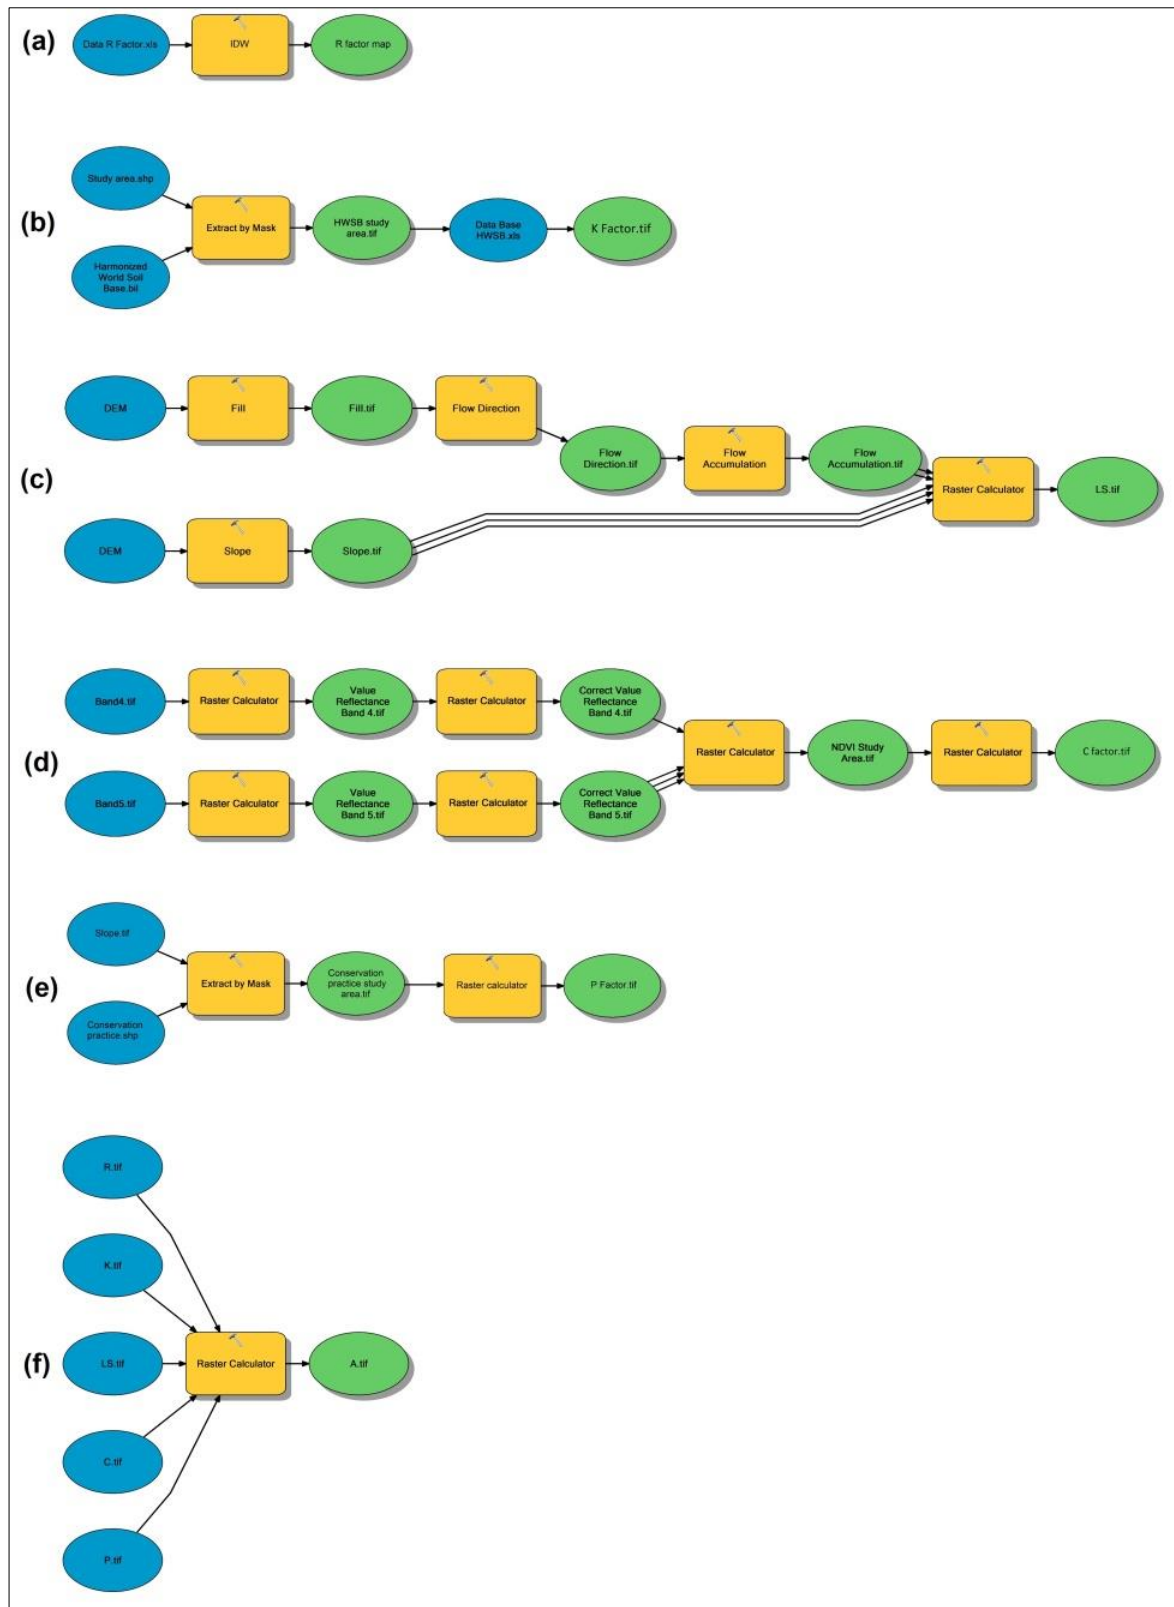 (a)
Data R Factor.xls
IDW
R factor map
(b)
Study area.shp
Harmonized
World Soil
Base.bil
Extract by Mask
HWSB study
area.tif
Data Base
HWSB.xls
K Factor.tif
(c)
DEM
Fill
Fill.tif
Flow Direction
Flow
Direction.tif
Flow
Accumulation
Flow
Accumulation.tif
Raster Calculator
LS.tif
DEM
Slope
Slope.tif
(d)
Band4.tif
Raster Calculator
Value
Reflectance
Band 4.tif
Raster Calculator
Correct Value
Reflectance
Band 4.tif
Raster Calculator
NDVI Study
Area.tif
Raster Calculator
C factor.tif
Band5.tif
Raster Calculator
Value
Reflectance
Band 5.tif
Raster Calculator
Correct Value
Reflectance
Band 5.tif
(e)
Slope.tif
Conservation
practice.shp
Extract by Mask
Conservation
practice study
area.tif
Raster calculator
P Factor.tif
(f)
R.tif
K.tif
LS.tif
C.tif
P.tif
Raster Calculator
A.tif